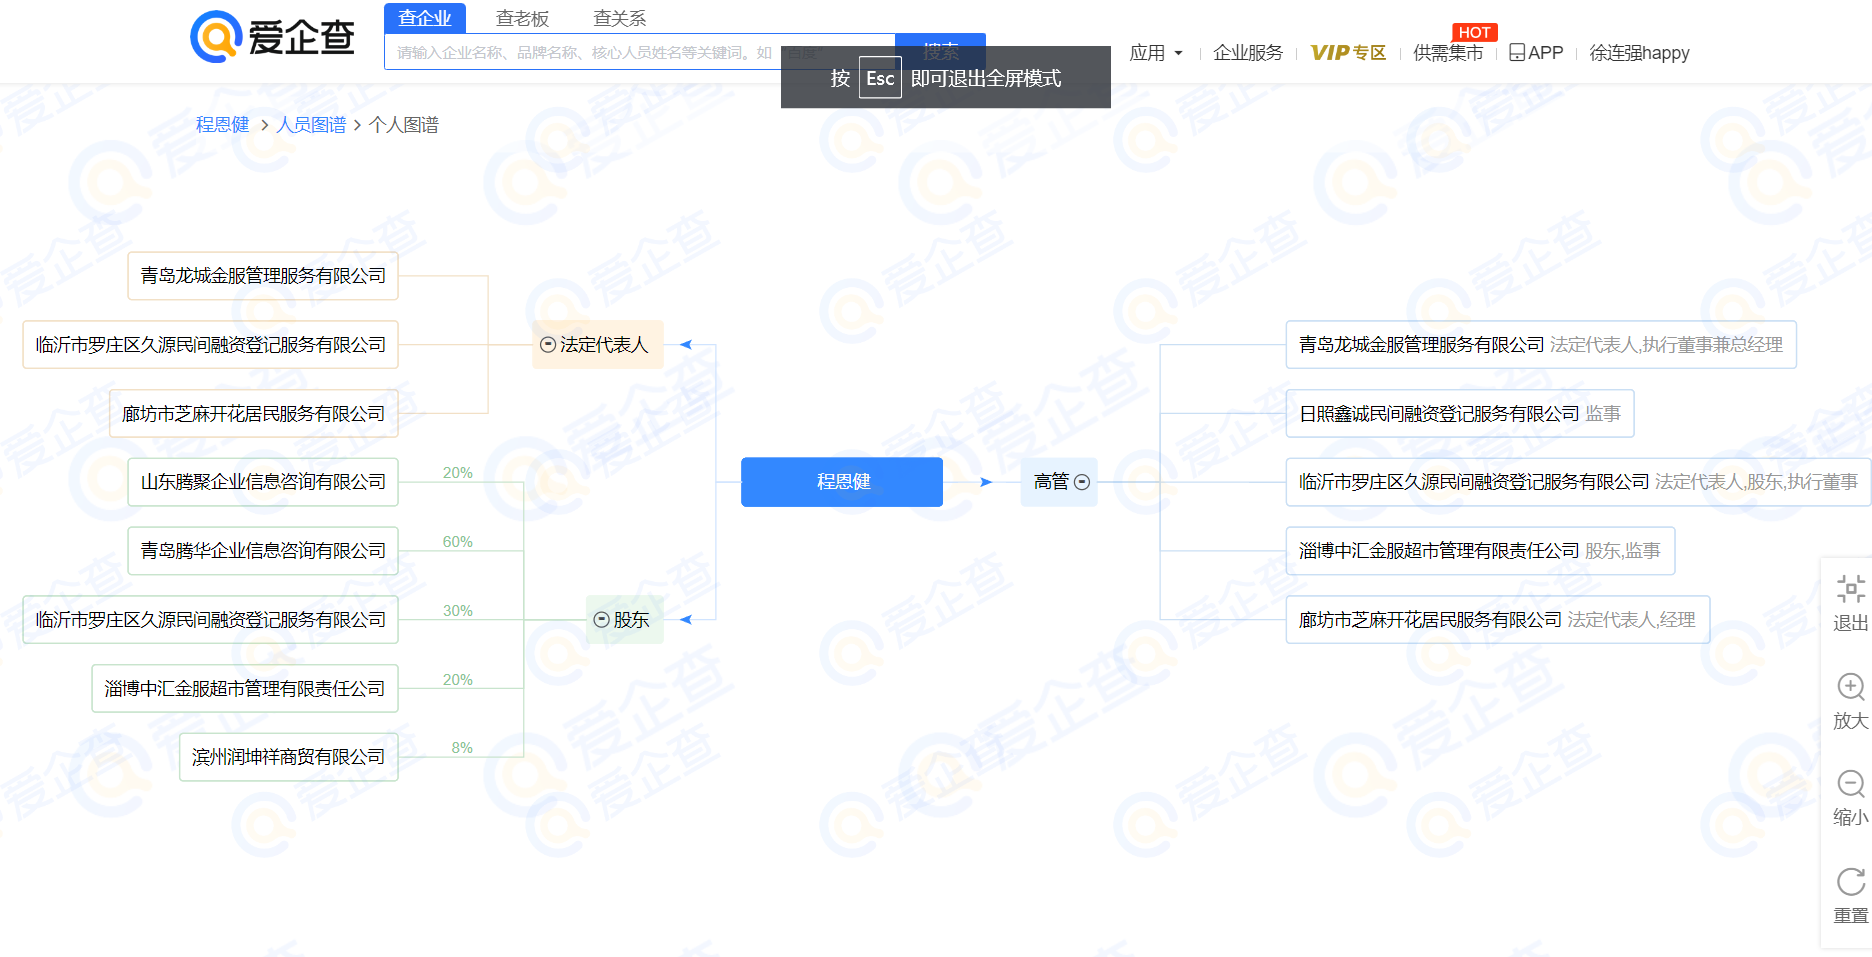 爱企查
查企业 查老板 查关系
请输入企业名称、品牌名称、核心人员姓名等关键词。如 "百度"
搜索
按 Esc 即可退出全屏模式
应用 企业服务 VIP专区 供需集市 HOT APP 徐连强happy
程恩健 > 人员图谱 > 个人图谱
青岛龙城金服管理服务有限公司
临沂市罗庄区久源民间融资登记服务有限公司
廊坊市芝麻开花居民服务有限公司
法定代表人
山东腾聚企业信息咨询有限公司 20%
青岛腾华企业信息咨询有限公司 60%
临沂市罗庄区久源民间融资登记服务有限公司 30%
淄博中汇金服超市管理有限责任公司 20%
滨州润坤祥商贸有限公司 8%
股东
程恩健
高管
青岛龙城金服管理服务有限公司 法定代表人,执行董事兼总经理
日照鑫诚民间融资登记服务有限公司 监事
临沂市罗庄区久源民间融资登记服务有限公司 法定代表人,股东,执行董事
淄博中汇金服超市管理有限责任公司 股东,监事
廊坊市芝麻开花居民服务有限公司 法定代表人,经理
退出
放大
缩小
重置